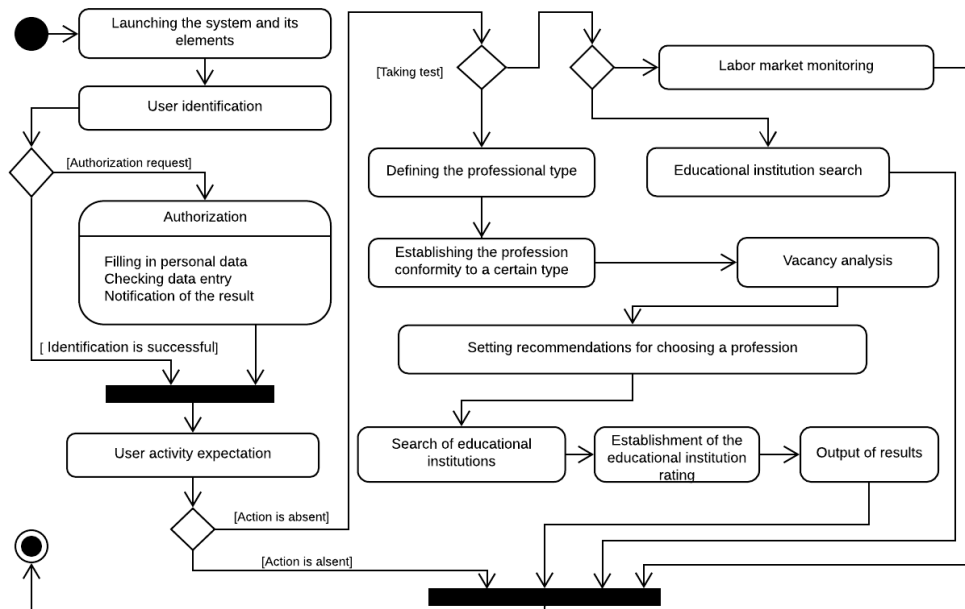 Launching the system and its
elements
User identification
[Authorization request]
Authorization
Filling in personal data
Checking data entry
Notification of the result
[ Identification is successful]
User activity expectation
[Action is absent]
[Action is alsent]
[Taking test]
Labor market monitoring
Defining the professional type
Educational institution search
Establishing the profession
conformity to a certain type
Vacancy analysis
Setting recommendations for choosing a profession
Search of educational
institutions
Establishment of the
educational institution
rating
Output of results